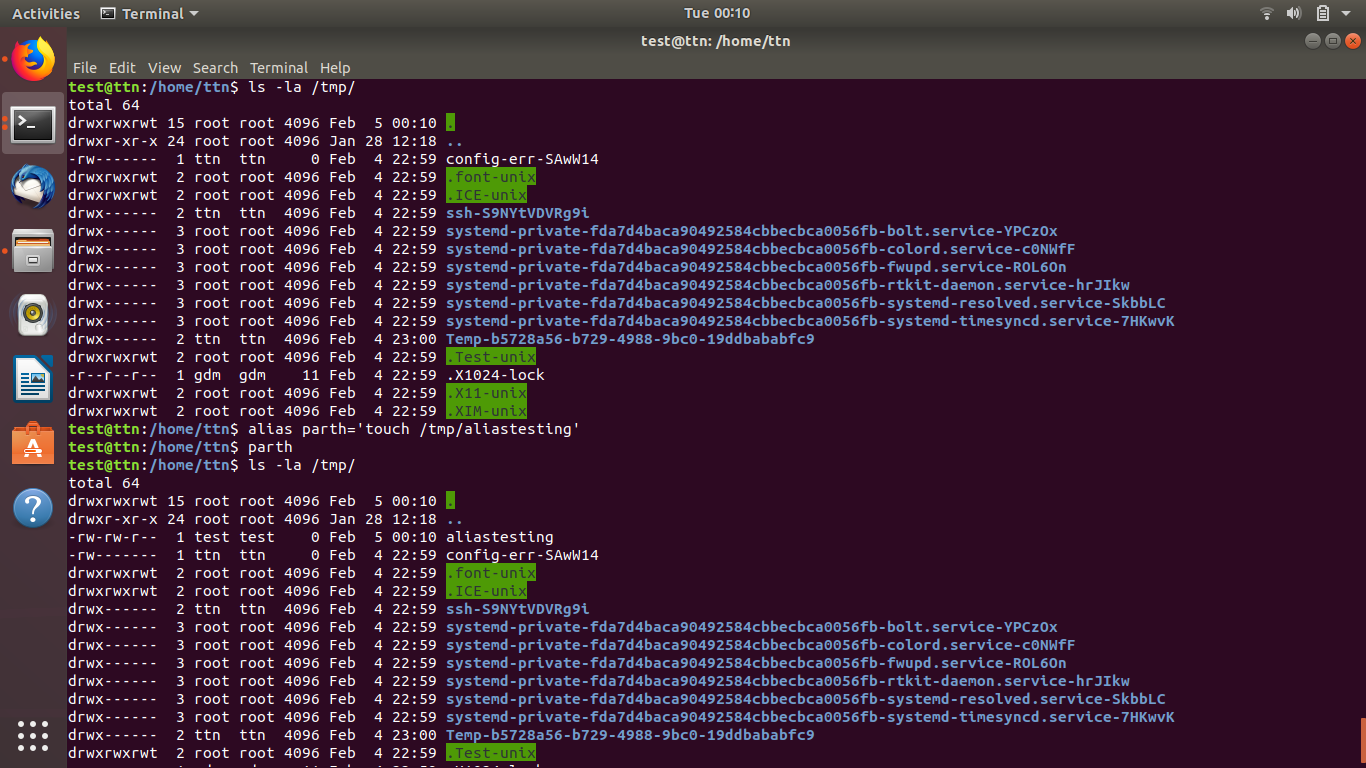 Activities Terminal Tue 00:10
test@ttn: /home/ttn
File Edit View Search Terminal Help
test@ttn:/home/ttn$ ls -la /tmp/
total 64
drwxrwxrwt 15 root root 4096 Feb  5 00:10 .
drwxr-xr-x 24 root root 4096 Jan 28 12:18 ..
-rw-------  1 ttn  ttn     0 Feb  4 22:59 config-err-SAwW14
drwxrwxrwt  2 root root 4096 Feb  4 22:59 .font-unix
drwxrwxrwt  2 root root 4096 Feb  4 22:59 .ICE-unix
drwx------  2 ttn  ttn  4096 Feb  4 22:59 ssh-S9NYtVDVRg9i
drwx------  3 root root 4096 Feb  4 22:59 systemd-private-fda7d4baca90492584cbbecbca0056fb-bolt.service-YPCzOx
drwx------  3 root root 4096 Feb  4 22:59 systemd-private-fda7d4baca90492584cbbecbca0056fb-colord.service-c0NWfF
drwx------  3 root root 4096 Feb  4 22:59 systemd-private-fda7d4baca90492584cbbecbca0056fb-fwupd.service-ROL6On
drwx------  3 root root 4096 Feb  4 22:59 systemd-private-fda7d4baca90492584cbbecbca0056fb-rtkit-daemon.service-hrJIkw
drwx------  3 root root 4096 Feb  4 22:59 systemd-private-fda7d4baca90492584cbbecbca0056fb-systemd-resolved.service-SkbbLC
drwx------  3 root root 4096 Feb  4 22:59 systemd-private-fda7d4baca90492584cbbecbca0056fb-systemd-timesyncd.service-7HKwvK
drwx------  2 ttn  ttn  4096 Feb  4 23:00 Temp-b5728a56-b729-4988-9bc0-19ddbababfc9
drwxrwxrwt  2 root root 4096 Feb  4 22:59 .Test-unix
-r--r--r--  1 gdm  gdm    11 Feb  4 22:59 .X1024-lock
drwxrwxrwt  2 root root 4096 Feb  4 22:59 .X11-unix
drwxrwxrwt  2 root root 4096 Feb  4 22:59 .XIM-unix
test@ttn:/home/ttn$ alias parth='touch /tmp/aliastesting'
test@ttn:/home/ttn$ parth
test@ttn:/home/ttn$ ls -la /tmp/
total 64
drwxrwxrwt 15 root root 4096 Feb  5 00:10 .
drwxr-xr-x 24 root root 4096 Jan 28 12:18 ..
-rw-rw-r--  1 test test    0 Feb  5 00:10 aliastesting
-rw-------  1 ttn  ttn     0 Feb  4 22:59 config-err-SAwW14
drwxrwxrwt  2 root root 4096 Feb  4 22:59 .font-unix
drwxrwxrwt  2 root root 4096 Feb  4 22:59 .ICE-unix
drwx------  2 ttn  ttn  4096 Feb  4 22:59 ssh-S9NYtVDVRg9i
drwx------  3 root root 4096 Feb  4 22:59 systemd-private-fda7d4baca90492584cbbecbca0056fb-bolt.service-YPCzOx
drwx------  3 root root 4096 Feb  4 22:59 systemd-private-fda7d4baca90492584cbbecbca0056fb-colord.service-c0NWfF
drwx------  3 root root 4096 Feb  4 22:59 systemd-private-fda7d4baca90492584cbbecbca0056fb-fwupd.service-ROL6On
drwx------  3 root root 4096 Feb  4 22:59 systemd-private-fda7d4baca90492584cbbecbca0056fb-rtkit-daemon.service-hrJIkw
drwx------  3 root root 4096 Feb  4 22:59 systemd-private-fda7d4baca90492584cbbecbca0056fb-systemd-resolved.service-SkbbLC
drwx------  3 root root 4096 Feb  4 22:59 systemd-private-fda7d4baca90492584cbbecbca0056fb-systemd-timesyncd.service-7HKwvK
drwx------  2 ttn  ttn  4096 Feb  4 23:00 Temp-b5728a56-b729-4988-9bc0-19ddbababfc9
drwxrwxrwt  2 root root 4096 Feb  4 22:59 .Test-unix